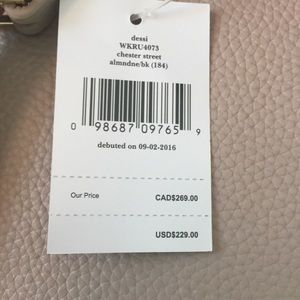 dessi
WKRU4073
chester street
almndne/bk (184)
0 98687 09765 9
debuted on 09-02-2016
Our Price CAD$269.00
USD$229.00